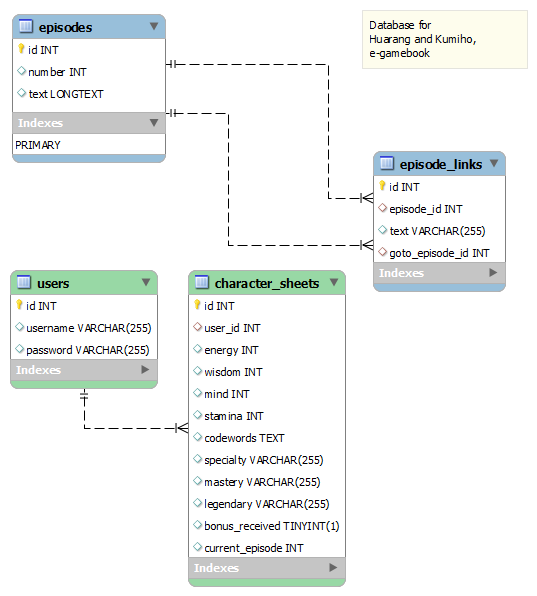 episodes
id INT
number INT
text LONGTEXT
Indexes
PRIMARY
Database for
Huarang and Kumiho,
e-gamebook
episode_links
id INT
episode_id INT
text VARCHAR(255)
goto_episode_id INT
Indexes
users
id INT
username VARCHAR(255)
password VARCHAR(255)
Indexes
character_sheets
id INT
user_id INT
energy INT
wisdom INT
mind INT
stamina INT
codewords TEXT
specialty VARCHAR(255)
mastery VARCHAR(255)
legendary VARCHAR(255)
bonus_received TINYINT(1)
current_episode INT
Indexes